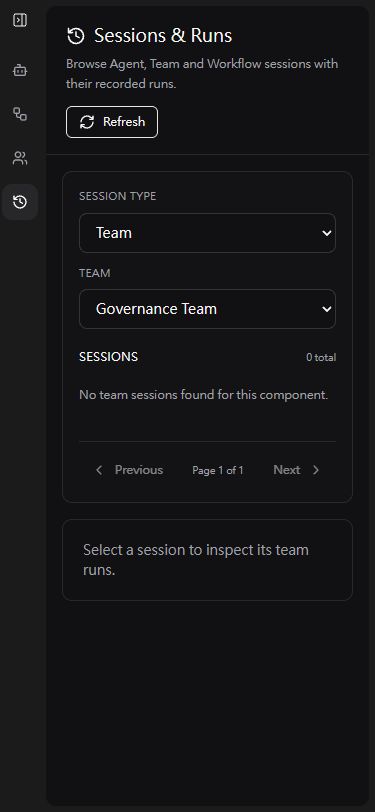 Sessions & Runs
Browse Agent, Team and Workflow sessions with
their recorded runs.
Refresh
SESSION TYPE
Team
TEAM
Governance Team
SESSIONS
0 total
No team sessions found for this component.
Previous
Page 1 of 1
Next
Select a session to inspect its team
runs.